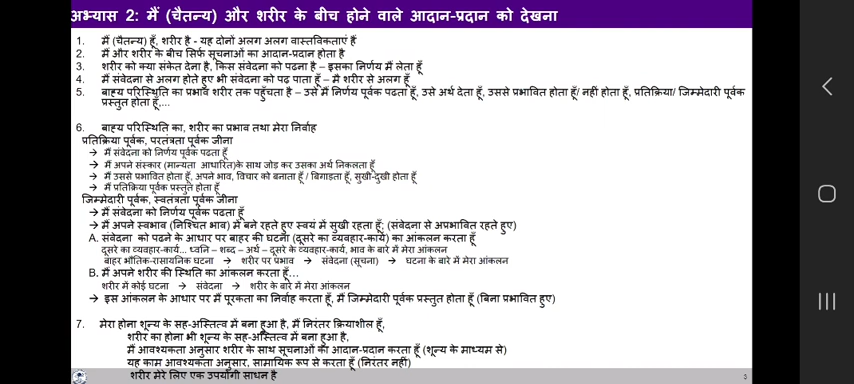 अभ्यास 2: मैं (चैतन्य) और शरीर के बीच होने वाले आदान-प्रदान को देखना
1. मैं (चैतन्य) हूँ, शरीर है - यह दोनों अलग अलग वास्तविकताएं हैं
2. मैं और शरीर के बीच सिर्फ सूचनाओं का आदान-प्रदान होता है
3. शरीर को क्या संकेत देना है, किस संवेदना को पढना है – इसका निर्णय मैं लेता हूँ
4. मैं संवेदना से अलग होते हुए भी संवेदना को पढ पाता हूँ – मैं शरीर से अलग हूँ
5. बाह्य परिस्थिति का प्रभाव शरीर तक पहुँचता है – उसे मैं निर्णय पूर्वक पढता हूँ, उसे अर्थ देता हूँ, उससे प्रभावित होता हूँ/ नहीं होता हूँ, प्रतिक्रिया/ जिम्मेदारी पूर्वक
प्रस्तुत होता हूँ,...
6. बाह्य परिस्थिति का, शरीर का प्रभाव तथा मेरा निर्वाह
प्रतिक्रिया पूर्वक, परतंत्रता पूर्वक जीना
→ मैं संवेदना को निर्णय पूर्वक पढता हूँ
→ मैं अपने संस्कार (मान्यता आधारित)के साथ जोड़ कर उसका अर्थ निकलता हूँ
→ मैं उससे प्रभावित होता हूँ, अपने भाव, विचार को बनाता हूँ / बिगाड़ता हूँ, सुखी-दुखी होता हूँ
→ मैं प्रतिक्रिया पूर्वक प्रस्तुत होता हूँ
जिम्मेदारी पूर्वक, स्वतंत्रता पूर्वक जीना
→ मैं संवेदना को निर्णय पूर्वक पढता हूँ
→ मैं अपने स्वभाव (निश्चित भाव) में बने रहते हुए स्वयं में सुखी रहता हूँ; (संवेदना से अप्रभावित रहते हुए)
A. संवेदना को पढने के आधार पर बाहर की घटना (दूसरे का व्यवहार-कार्य) का आंकलन करता हूँ
दूसरे का व्यवहार-कार्य... ध्वनि – शब्द – अर्थ – दूसरे के व्यवहार-कार्य, भाव के बारे में मेरा आंकलन
बाहर भौतिक-रासायनिक घटना → शरीर पर प्रभाव → संवेदना (सूचना) → घटना के बारे में मेरा आंकलन
B. मैं अपने शरीर की स्थिति का आंकलन करता हूँ...
शरीर में कोई घटना → संवेदना → शरीर के बारे में मेरा आंकलन
→ इस आंकलन के आधार पर मैं पूरकता का निर्वाह करता हूँ, मैं जिम्मेदारी पूर्वक प्रस्तुत होता हूँ (बिना प्रभावित हुए)
7. मेरा होना शून्य के सह-अस्तित्व में बना हुआ है, मैं निरंतर क्रियाशील हूँ,
शरीर का होना भी शून्य के सह-अस्तित्व में बना हुआ है,
मैं आवश्यकता अनुसार शरीर के साथ सूचनाओं का आदान-प्रदान करता हूँ (शून्य के माध्यम से)
यह काम आवश्यकता अनुसार, सामायिक रूप से करता हूँ (निरंतर नहीं)
शरीर मेरे लिए एक उपयोगी साधन है
3